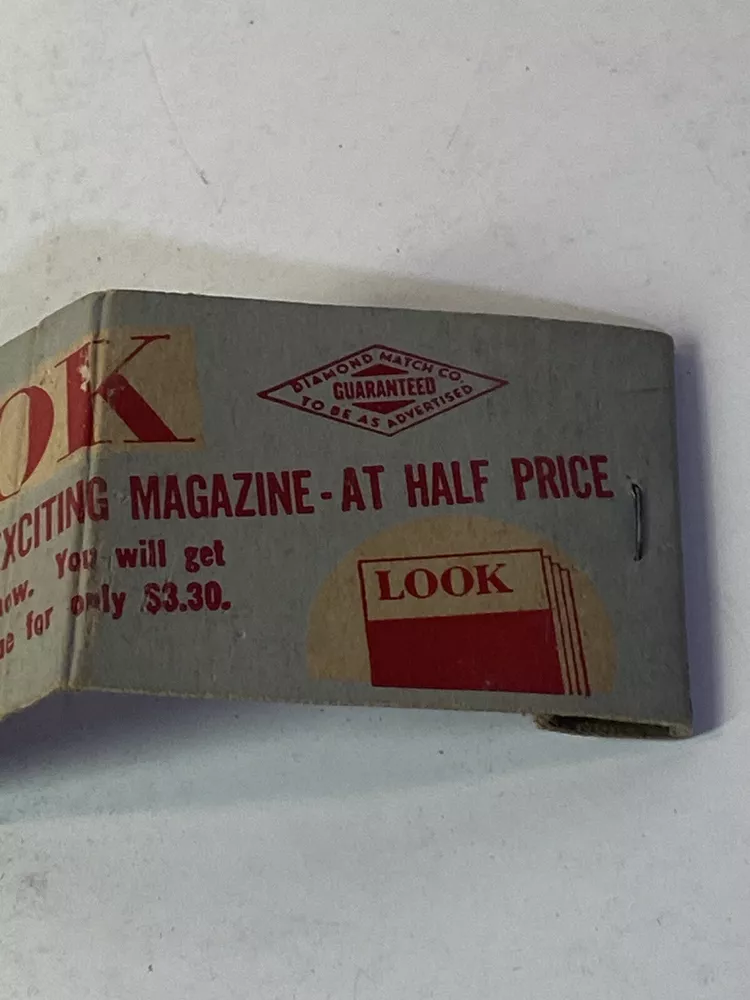 OK
DIAMOND MATCH CO.
GUARANTEED
TO BE AS ADVERTISED
XCITING MAGAZINE - AT HALF PRICE
You will get
ow.
e for only $3.30.
LOOK